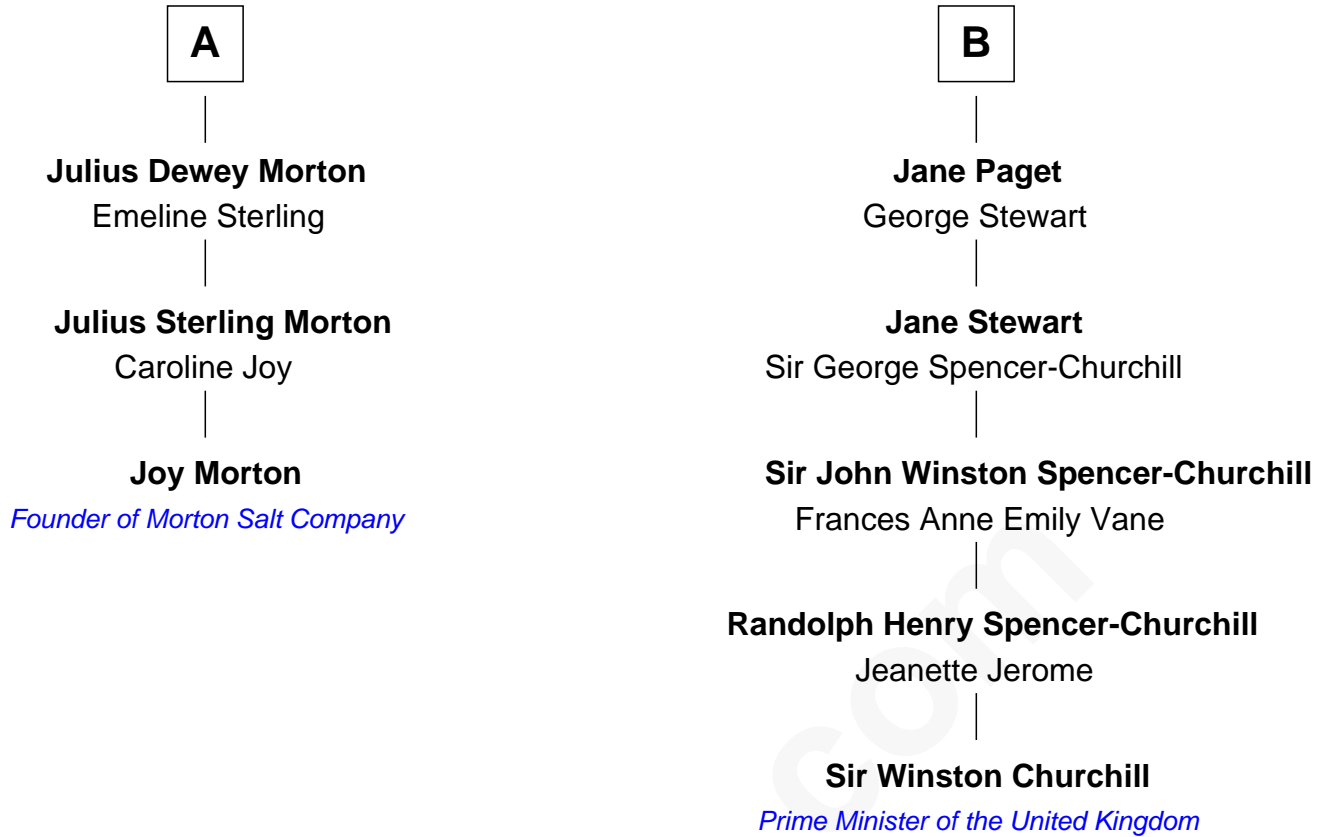 A
Julius Dewey Morton
Emeline Sterling
Julius Sterling Morton
Caroline Joy
Joy Morton
Founder of Morton Salt Company
B
Jane Paget
George Stewart
Jane Stewart
Sir George Spencer-Churchill
Sir John Winston Spencer-Churchill
Frances Anne Emily Vane
Randolph Henry Spencer-Churchill
Jeanette Jerome
Sir Winston Churchill
Prime Minister of the United Kingdom
com